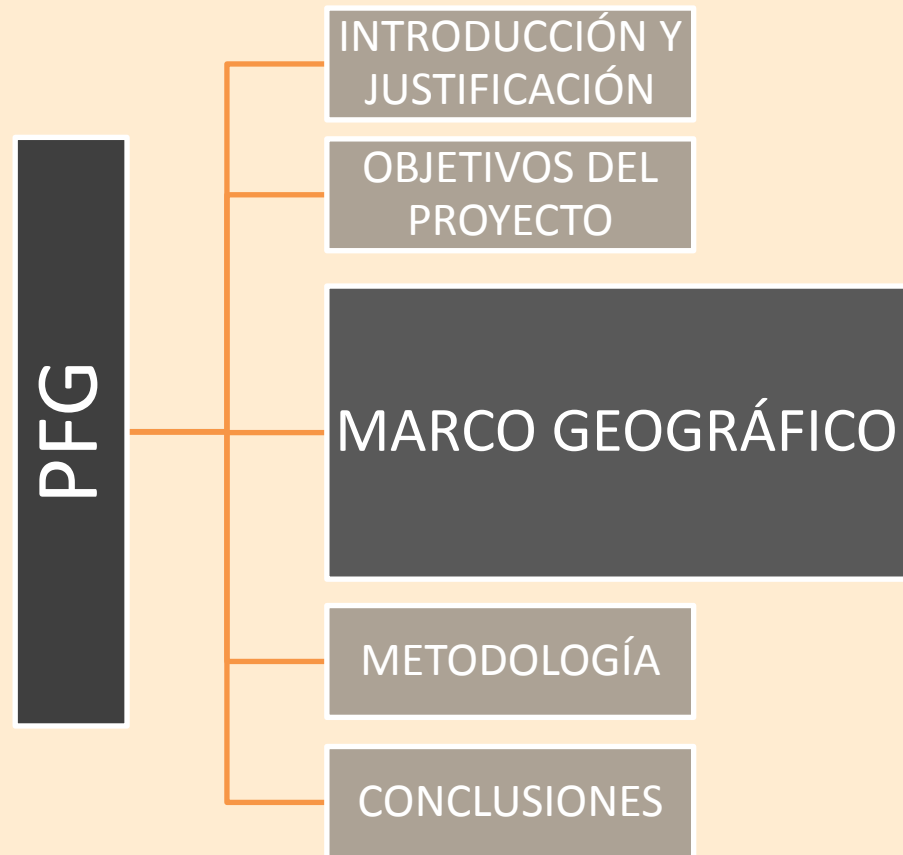 PFG
INTRODUCCIÓN Y
JUSTIFICACIÓN
OBJETIVOS DEL
PROYECTO
MARCO GEOGRÁFICO
METODOLOGÍA
CONCLUSIONES